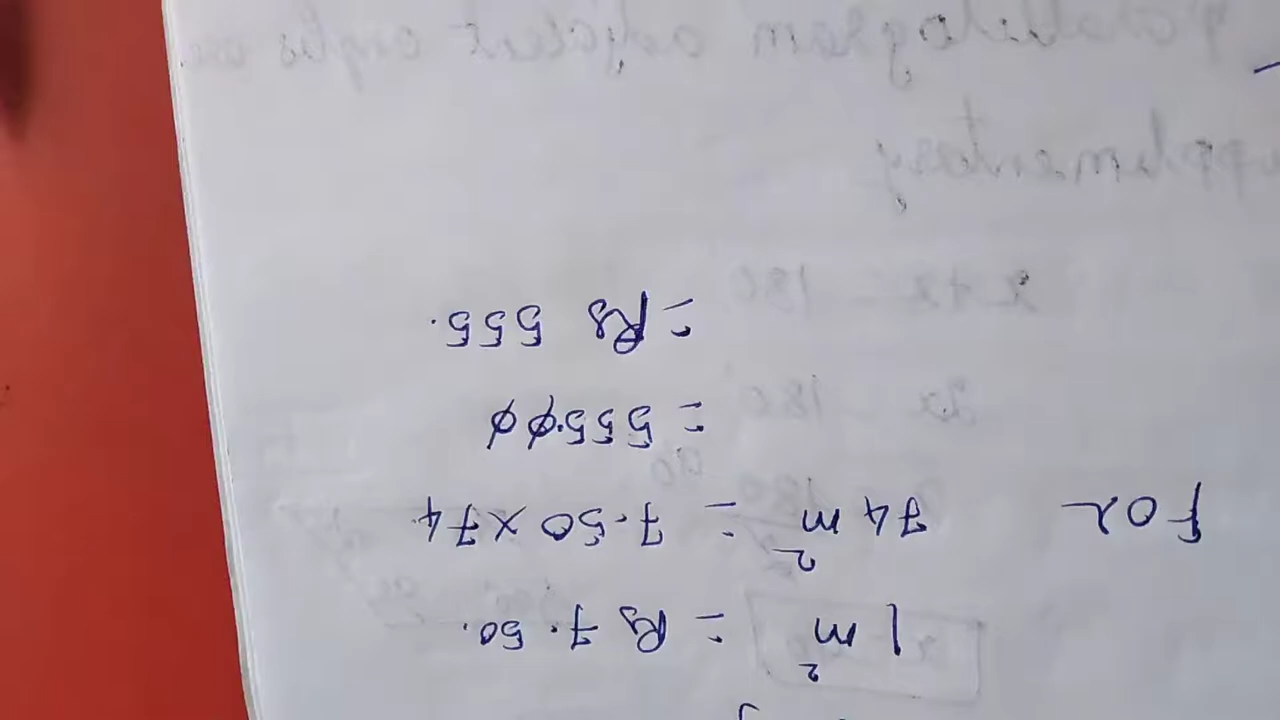 1 m² = Rs 7.50.
For 74 m² = 7.50 × 74
= 555.00
= Rs 555.